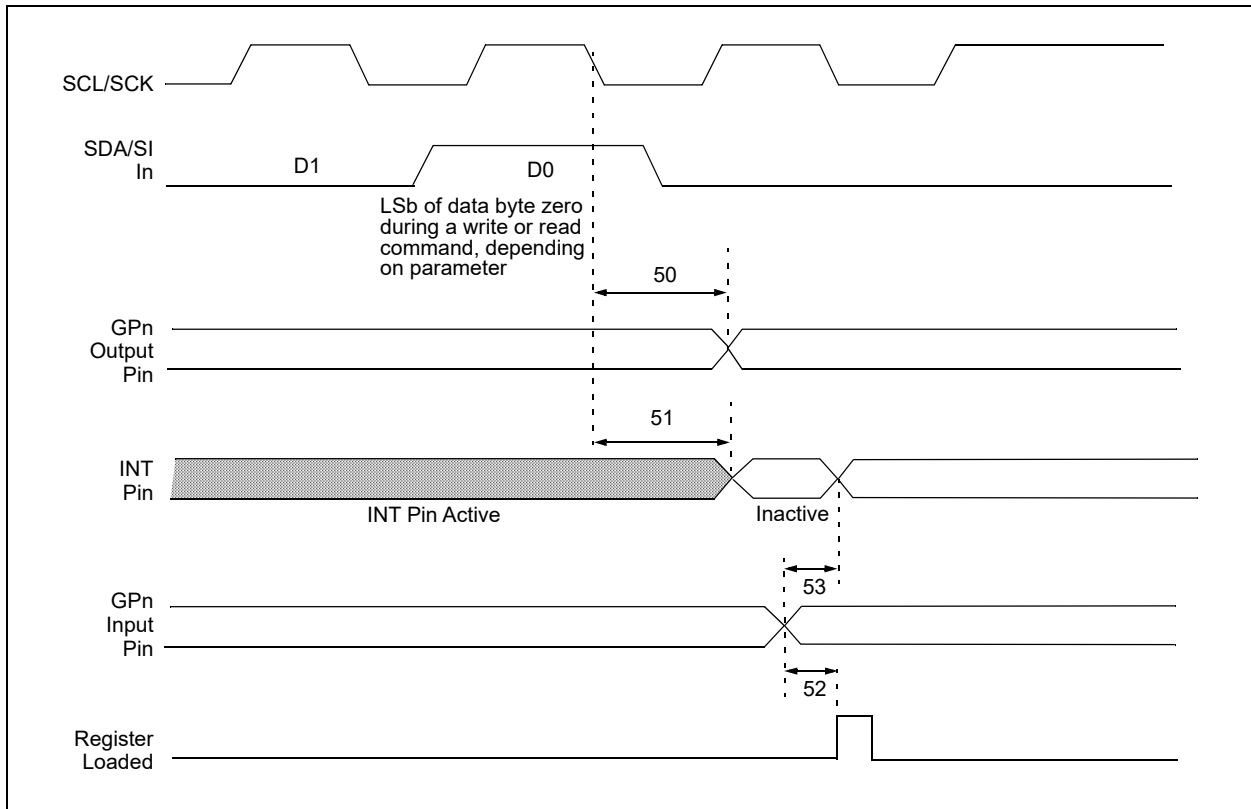 SCL/SCK
SDA/SI
In
D1
D0
LSb of data byte zero
during a write or read
command, depending
on parameter
50
GPn
Output
Pin
51
INT
Pin
INT Pin Active
Inactive
53
GPn
Input
Pin
52
Register
Loaded